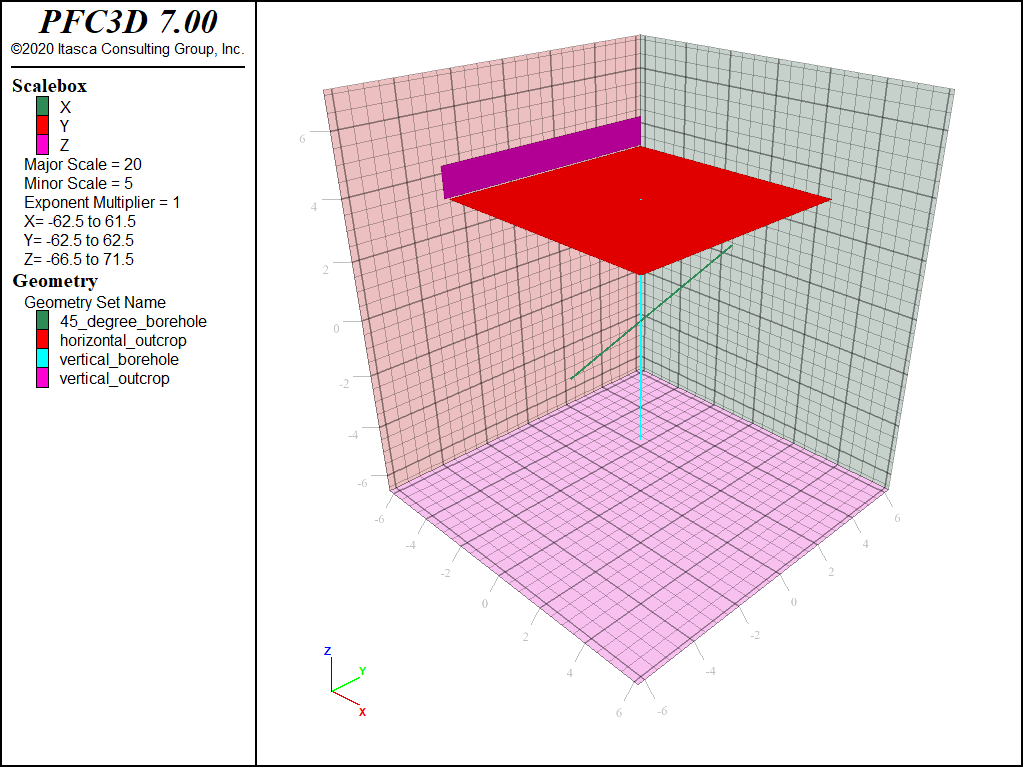 PFC3D 7.00
©2020 Itasca Consulting Group, Inc.
Scalebox
X
Y
Z
Major Scale = 20
Minor Scale = 5
Exponent Multiplier = 1
X= -62.5 to 61.5
Y= -62.5 to 62.5
Z= -66.5 to 71.5
Geometry
Geometry Set Name
45_degree_borehole
horizontal_outcrop
vertical_borehole
vertical_outcrop
6
4
2
0
-2
-4
-6
-6
-4
-2
0
2
4
6
-6
-4
-2
0
2
4
6
Z
Y
X